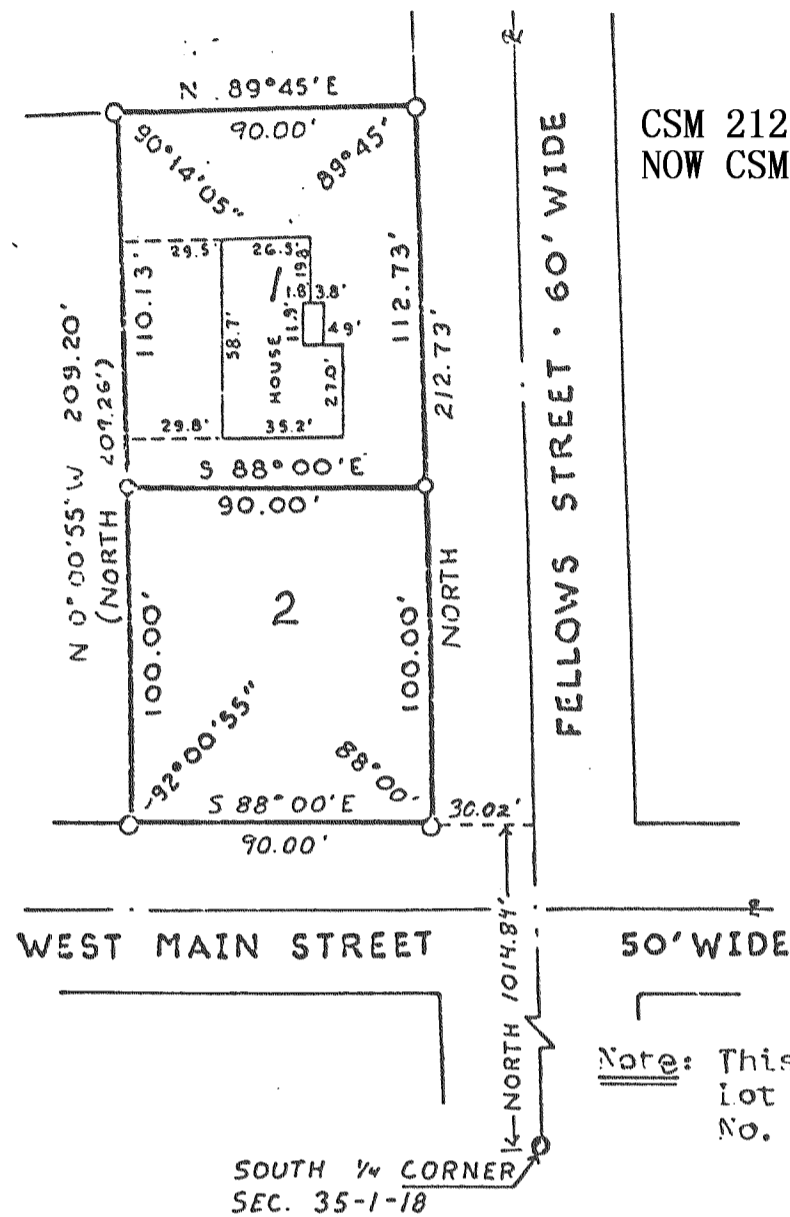 N 89°45'E
90.00'
90°14'05"
89°45"
CSM 212
NOW CSM
29.5'
26.5'
19.8
1.8
3.8'
11.9'
4.9'
58.7'
HOUSE
1
27.0'
29.8'
35.2'
110.13'
112.73'
212.73'
N 0°00'55"W 209.20'
(NORTH 207.26')
S 88°00'E
90.00'
FELLOWS STREET · 60' WIDE
2
100.00'
100.00'
NORTH
92°00'55"
88°00'
S 88°00'E
90.00'
30.02'
WEST MAIN STREET
50' WIDE
NORTH 1014.84'
Note: This
Lot
No.
SOUTH 1/4 CORNER
SEC. 35-1-18